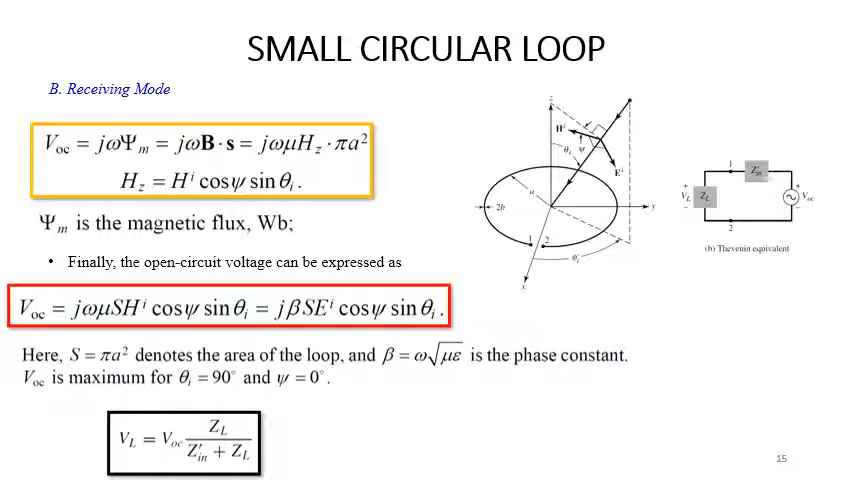 SMALL CIRCULAR LOOP
B. Receiving Mode
V_oc = jωΨ_m = jωB · s = jωμH_z · πa²
H_z = H^i cosψ sinθ_i .
Ψ_m is the magnetic flux, Wb;
• Finally, the open-circuit voltage can be expressed as
V_oc = jωμSH^i cosψ sinθ_i = jβSE^i cosψ sinθ_i .
Here, S = πa² denotes the area of the loop, and β = ω√με is the phase constant.
V_oc is maximum for θ_i = 90° and ψ = 0°.
V_L = V_oc Z_L / (Z'_in + Z_L)
z
H^i
θ_i
ψ
E^i
a
2b
y
1
2
ϕ_i
x
1
Z'_in
+
V_L
–
Z_L
+
V_oc
–
2
(b) Thevenin equivalent
15